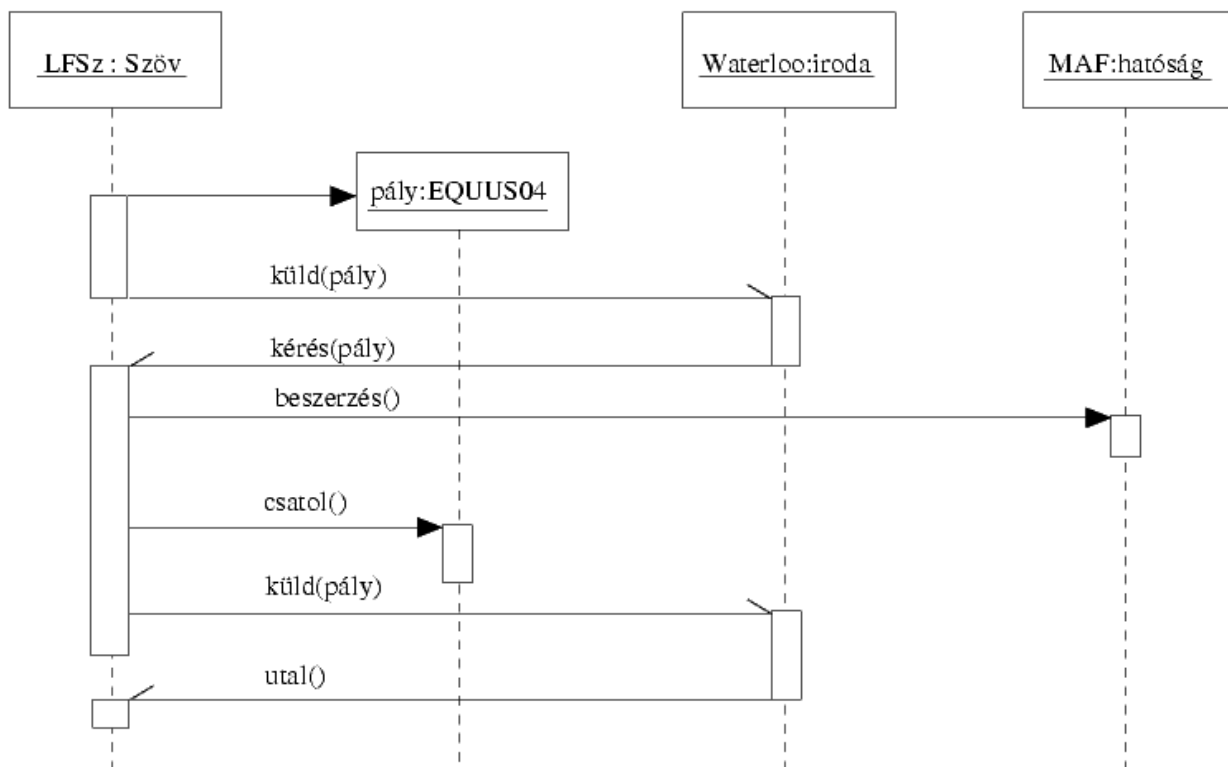 LFSz : Szöv
Waterloo:iroda
MAF:hatóság
pály:EQUUS04
küld(pály)
kérés(pály)
beszerzés()
csatol()
küld(pály)
utal()